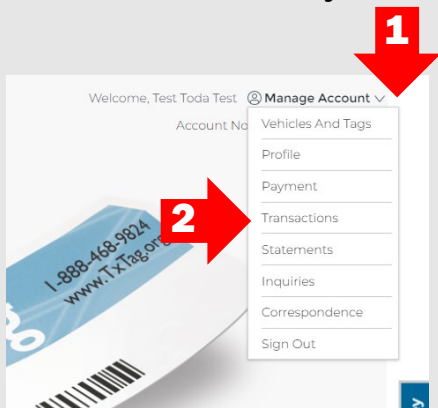 1
Welcome, Test Toda Test Manage Account
Account No
Vehicles And Tags
Profile
Payment
2
Transactions
Statements
Inquiries
Correspondence
Sign Out
1-888-468-9824
www.TxTag.org